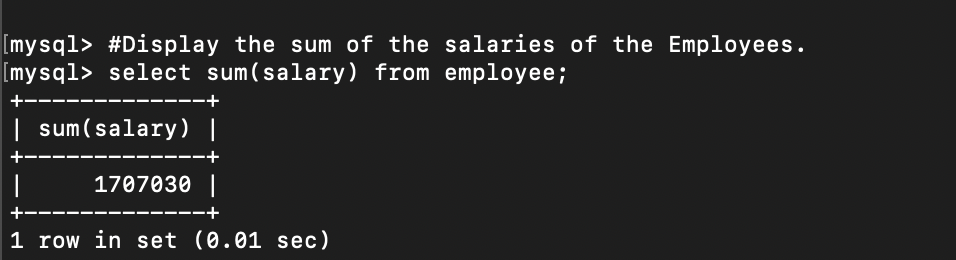 [mysql> #Display the sum of the salaries of the Employees.
[mysql> select sum(salary) from employee;
+-------------+
| sum(salary) |
+-------------+
|     1707030 |
+-------------+
1 row in set (0.01 sec)